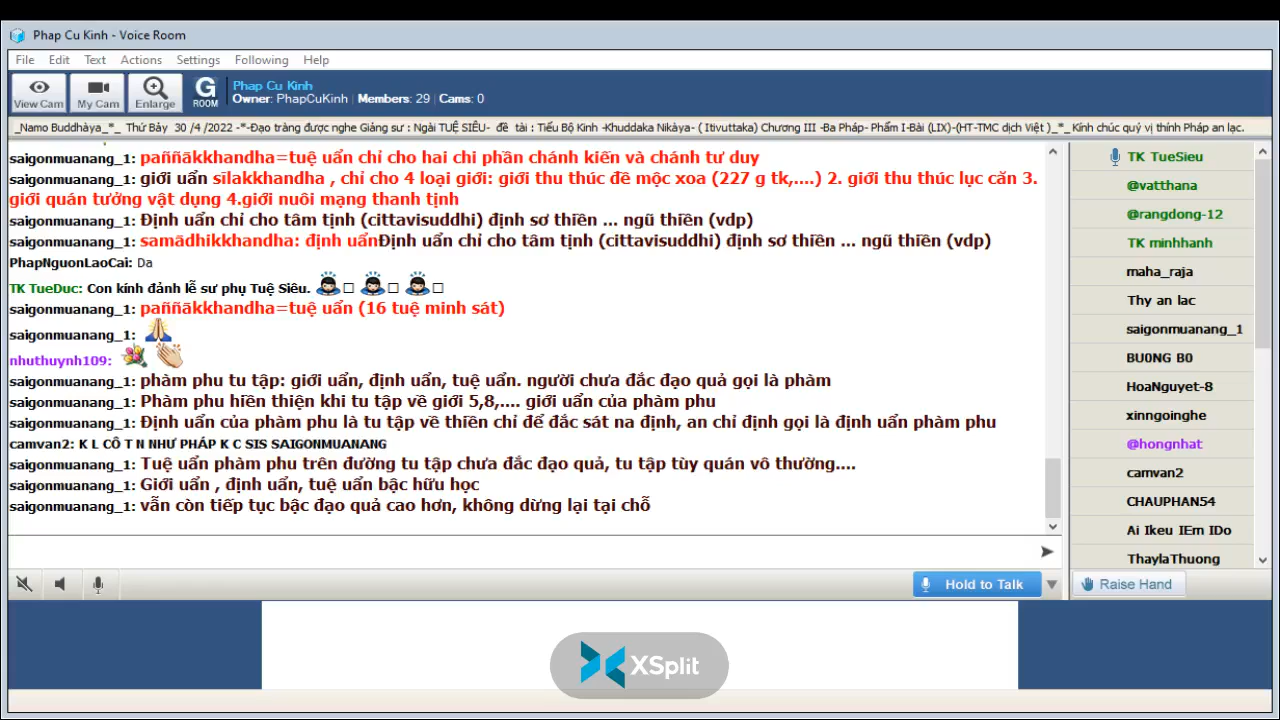 Phap Cu Kinh - Voice Room
File Edit Text Actions Settings Following Help
View Cam My Cam Enlarge G ROOM
Phap Cu Kinh
Owner: PhapCuKinh | Members: 29 | Cams: 0
_Namo Buddhàya_*_ Thứ Bảy 30 /4 /2022 -*-Đạo tràng được nghe Giảng sư : Ngài TUỆ SIÊU- đề tài : Tiểu Bộ Kinh -Khuddaka Nikàya- ( Itivuttaka) Chương III -Ba Pháp- Phẩm I-Bài (LIX)-(HT-TMC dịch Việt )_*_ Kính chúc quý vị thính Pháp an lạc.
saigonmuanang_1: paññākkhandha=tuệ uẩn chỉ cho hai chi phần chánh kiến và chánh tư duy
saigonmuanang_1: giới uẩn silakkhandha , chỉ cho 4 loại giới: giới thu thúc đề mộc xoa (227 g tk,....) 2. giới thu thúc lục căn 3.
giới quán tưởng vật dụng 4.giới nuôi mạng thanh tịnh
saigonmuanang_1: Định uẩn chỉ cho tâm tịnh (cittavisuddhi) định sơ thiền ... ngũ thiền (vdp)
saigonmuanang_1: samādhikkhandha: định uẩnĐịnh uẩn chỉ cho tâm tịnh (cittavisuddhi) định sơ thiền ... ngũ thiền (vdp)
PhapNguonLaoCai: Da
TK TueDuc: Con kính đảnh lễ sư phụ Tuệ Siêu.
saigonmuanang_1: paññākkhandha=tuệ uẩn (16 tuệ minh sát)
saigonmuanang_1:
nhuthuynh109:
saigonmuanang_1: phàm phu tu tập: giới uẩn, định uẩn, tuệ uẩn. người chưa đắc đạo quả gọi là phàm
saigonmuanang_1: Phàm phu hiền thiện khi tu tập về giới 5,8,.... giới uẩn của phàm phu
saigonmuanang_1: Định uẩn của phàm phu là tu tập về thiền chỉ để đắc sát na định, an chỉ định gọi là định uẩn phàm phu
camvan2: K L CÔ T N NHƯ PHÁP K C SIS SAIGONMUANANG
saigonmuanang_1: Tuệ uẩn phàm phu trên đường tu tập chưa đắc đạo quả, tu tập tùy quán vô thường....
saigonmuanang_1: Giới uẩn , định uẩn, tuệ uẩn bậc hữu học
saigonmuanang_1: vẫn còn tiếp tục bậc đạo quả cao hơn, không dừng lại tại chỗ
TK TueSieu
@vatthana
@rangdong-12
TK minhhanh
maha_raja
Thy an lac
saigonmuanang_1
BU0NG B0
HoaNguyet-8
xinngoinghe
@hongnhat
camvan2
CHAUPHAN54
Ai Ikeu IEm IDo
ThaylaThuong
Hold to Talk
Raise Hand
XSplit